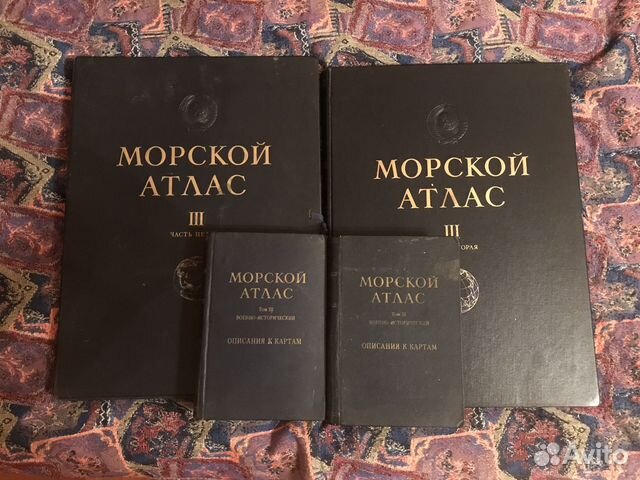 МОРСКОЙ
АТЛАС
III
ЧАСТЬ
МОРСКОЙ
АТЛАС
III
МОРСКОЙ
АТЛАС
Том III
ВОЕННО-ИСТОРИЧЕСКИЙ
ОПИСАНИЯ К КАРТАМ
МОРСКОЙ
АТЛАС
Том III
ВОЕННО-ИСТОРИЧЕСКИЙ
ОПИСАНИЯ К КАРТАМ
Avito